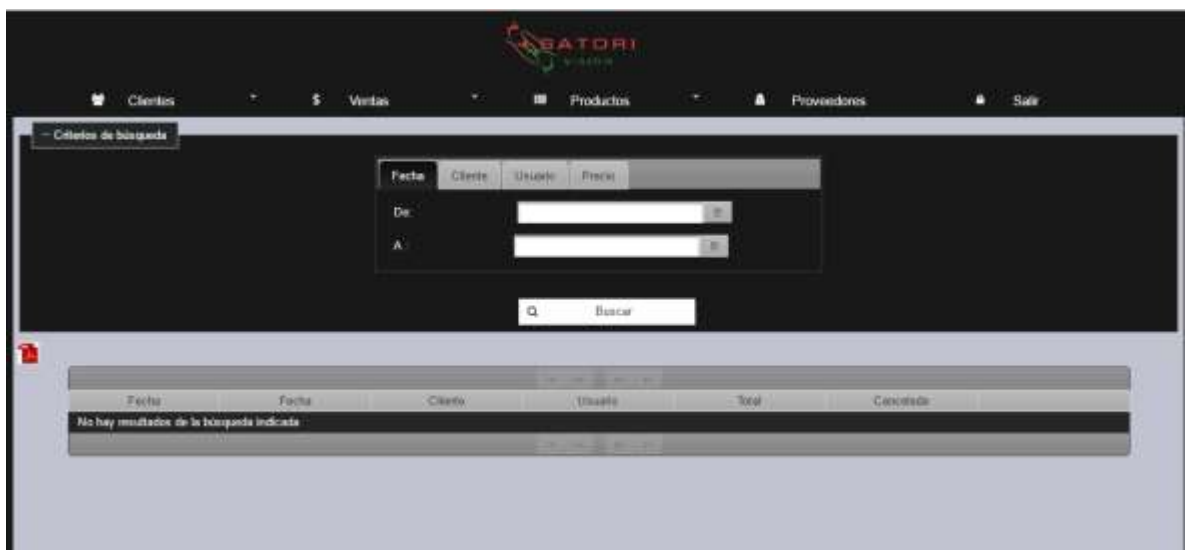 SATORI
VISION
Clientes Ventas Productos Proveedores Salir
Criterios de búsqueda
Fecha Cliente Usuario Precio
De:
A :
Buscar
Fecha Fecha Cliente Usuario Total Cancelada
No hay resultados de la búsqueda indicada